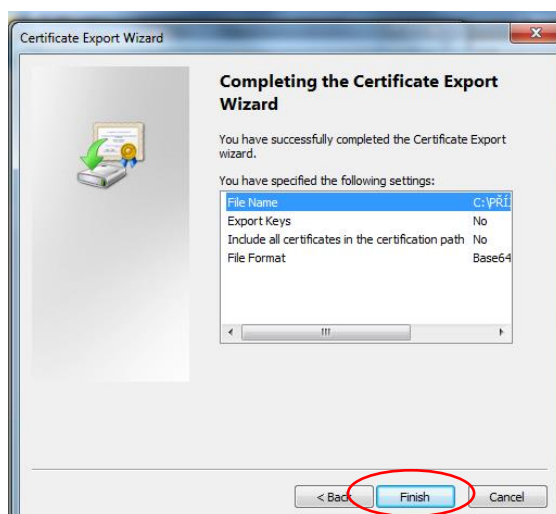 Certificate Export Wizard
Completing the Certificate Export
Wizard
You have successfully completed the Certificate Export
wizard.
You have specified the following settings:
File Name C:\PŘÍ
Export Keys No
Include all certificates in the certification path No
File Format Base64
< Back Finish Cancel